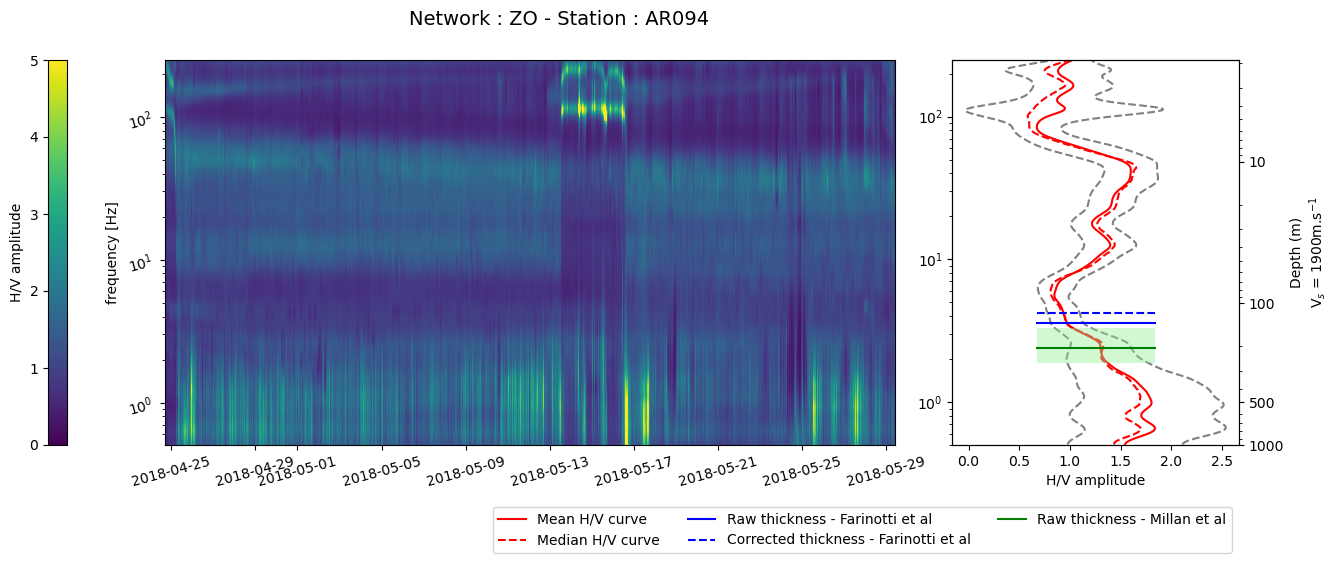 Network : ZO - Station : AR094
5
4
3
2
1
0
H/V amplitude
frequency [Hz]
10²
10¹
10⁰
2018-04-25
2018-04-29
2018-05-01
2018-05-05
2018-05-09
2018-05-13
2018-05-17
2018-05-21
2018-05-25
2018-05-29
10²
10¹
10⁰
0.0
0.5
1.0
1.5
2.0
2.5
H/V amplitude
10
100
500
1000
Depth (m)
Vₛ = 1900m.s⁻¹
Mean H/V curve
Median H/V curve
Raw thickness - Farinotti et al
Corrected thickness - Farinotti et al
Raw thickness - Millan et al